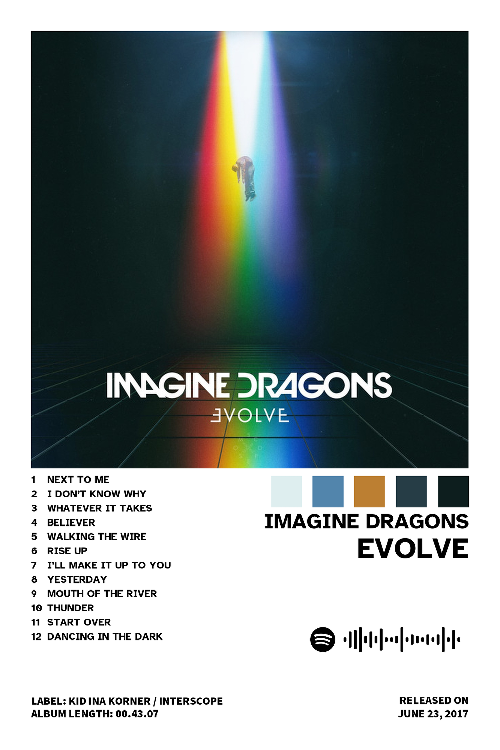 IMAGINE DRAGONS
EVOLVE
1 NEXT TO ME
2 I DON'T KNOW WHY
3 WHATEVER IT TAKES
4 BELIEVER
5 WALKING THE WIRE
6 RISE UP
7 I'LL MAKE IT UP TO YOU
8 YESTERDAY
9 MOUTH OF THE RIVER
10 THUNDER
11 START OVER
12 DANCING IN THE DARK
IMAGINE DRAGONS
EVOLVE
LABEL: KID INA KORNER / INTERSCOPE
ALBUM LENGTH: 00.43.07
RELEASED ON
JUNE 23, 2017